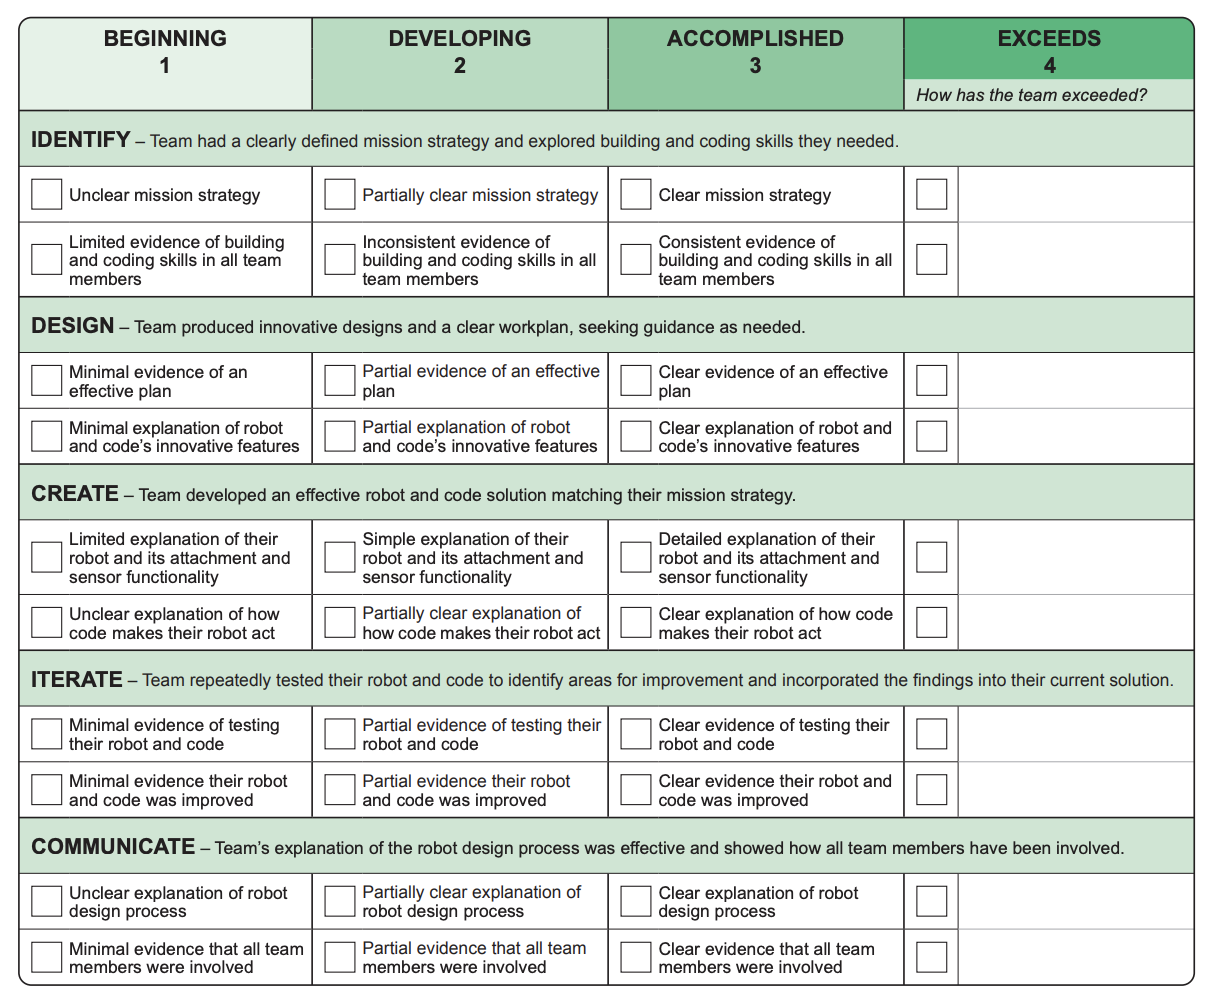 BEGINNING
1
DEVELOPING
2
ACCOMPLISHED
3
EXCEEDS
4
How has the team exceeded?
IDENTIFY – Team had a clearly defined mission strategy and explored building and coding skills they needed.
Unclear mission strategy
Partially clear mission strategy
Clear mission strategy
Limited evidence of building
and coding skills in all team
members
Inconsistent evidence of
building and coding skills in all
team members
Consistent evidence of
building and coding skills in all
team members
DESIGN – Team produced innovative designs and a clear workplan, seeking guidance as needed.
Minimal evidence of an
effective plan
Partial evidence of an effective
plan
Clear evidence of an effective
plan
Minimal explanation of robot
and code’s innovative features
Partial explanation of robot
and code’s innovative features
Clear explanation of robot and
code’s innovative features
CREATE – Team developed an effective robot and code solution matching their mission strategy.
Limited explanation of their
robot and its attachment and
sensor functionality
Simple explanation of their
robot and its attachment and
sensor functionality
Detailed explanation of their
robot and its attachment and
sensor functionality
Unclear explanation of how
code makes their robot act
Partially clear explanation of
how code makes their robot act
Clear explanation of how code
makes their robot act
ITERATE – Team repeatedly tested their robot and code to identify areas for improvement and incorporated the findings into their current solution.
Minimal evidence of testing
their robot and code
Partial evidence of testing their
robot and code
Clear evidence of testing their
robot and code
Minimal evidence their robot
and code was improved
Partial evidence their robot
and code was improved
Clear evidence their robot and
code was improved
COMMUNICATE – Team’s explanation of the robot design process was effective and showed how all team members have been involved.
Unclear explanation of robot
design process
Partially clear explanation of
robot design process
Clear explanation of robot
design process
Minimal evidence that all team
members were involved
Partial evidence that all team
members were involved
Clear evidence that all team
members were involved